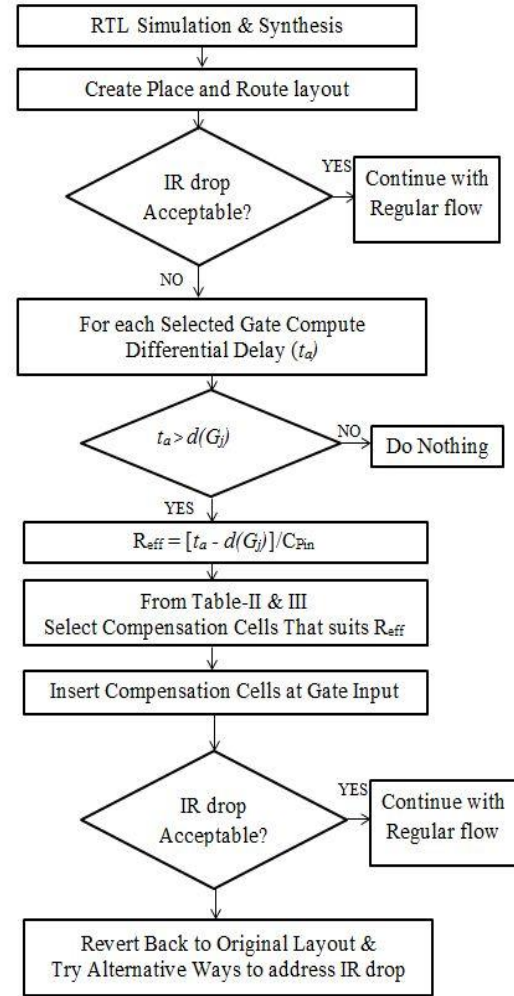 RTL Simulation & Synthesis
Create Place and Route layout
IR drop
Acceptable?
YES
Continue with
Regular flow
NO
For each Selected Gate Compute
Differential Delay (ta)
ta > d(Gj)
NO
Do Nothing
YES
Reff = [ta - d(Gj)]/CPin
From Table-II & III
Select Compensation Cells That suits Reff
Insert Compensation Cells at Gate Input
IR drop
Acceptable?
YES
Continue with
Regular flow
Revert Back to Original Layout &
Try Alternative Ways to address IR drop